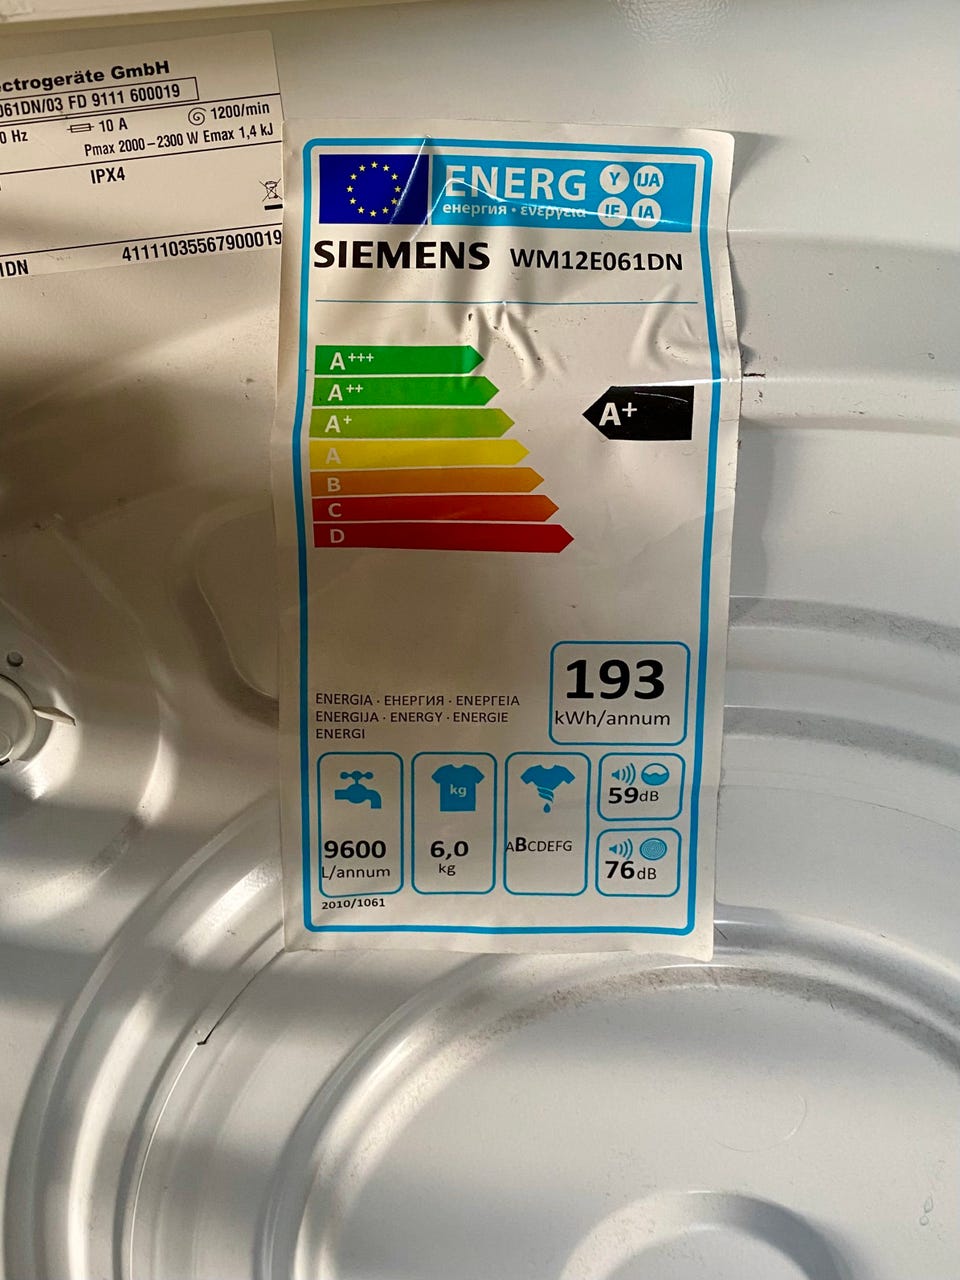 ctrogeräte GmbH
061DN/03 FD 9111 600019
0 Hz 10 A 1200/min
Pmax 2000-2300 W Emax 1,4 kJ
IPX4
1DN 411110355679000019
ENERG Y IJA
енергия · ενεργεια IE IA
SIEMENS WM12E061DN
A+++
A++
A+
A+
A
B
C
D
193
kWh/annum
ENERGIA · ЕНЕРГИЯ · ΕΝΕΡΓΕΙΑ
ENERGIJA · ENERGY · ENERGIE
ENERGI
kg
59dB
9600
L/annum
6,0
kg
ABCDEFG
76dB
2010/1061